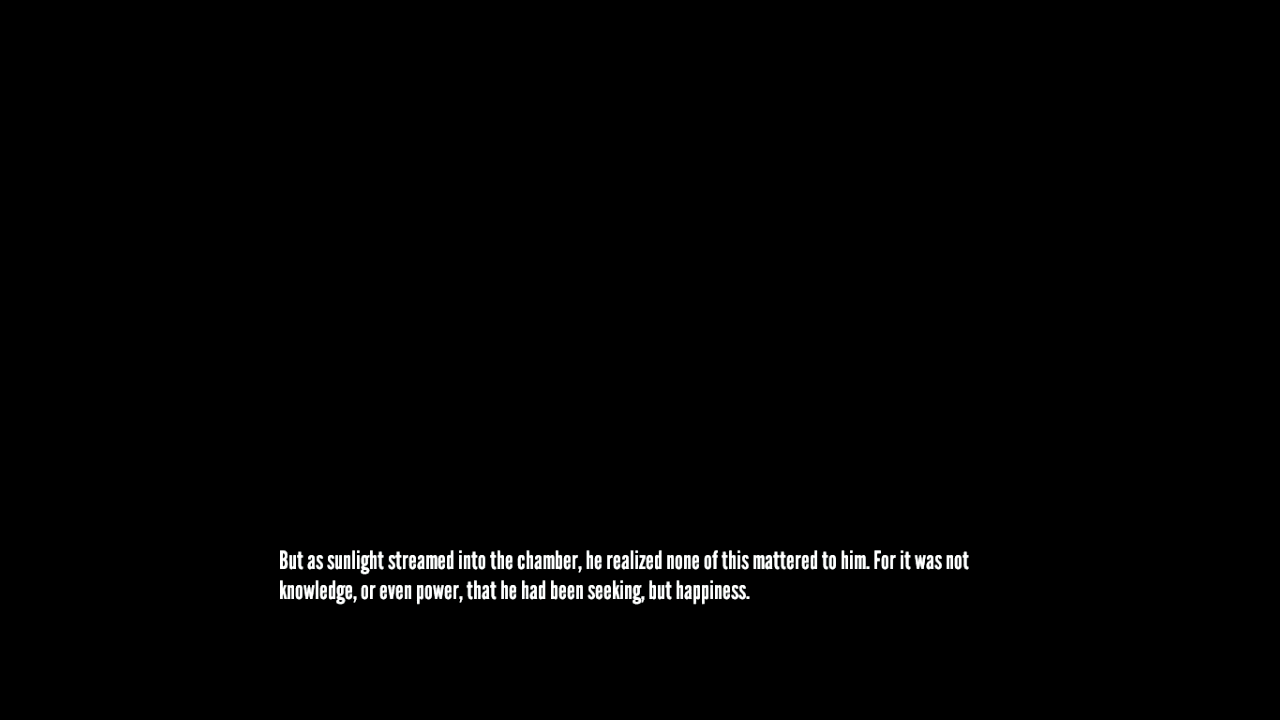 But as sunlight streamed into the chamber, he realized none of this mattered to him. For it was not
knowledge, or even power, that he had been seeking, but happiness.